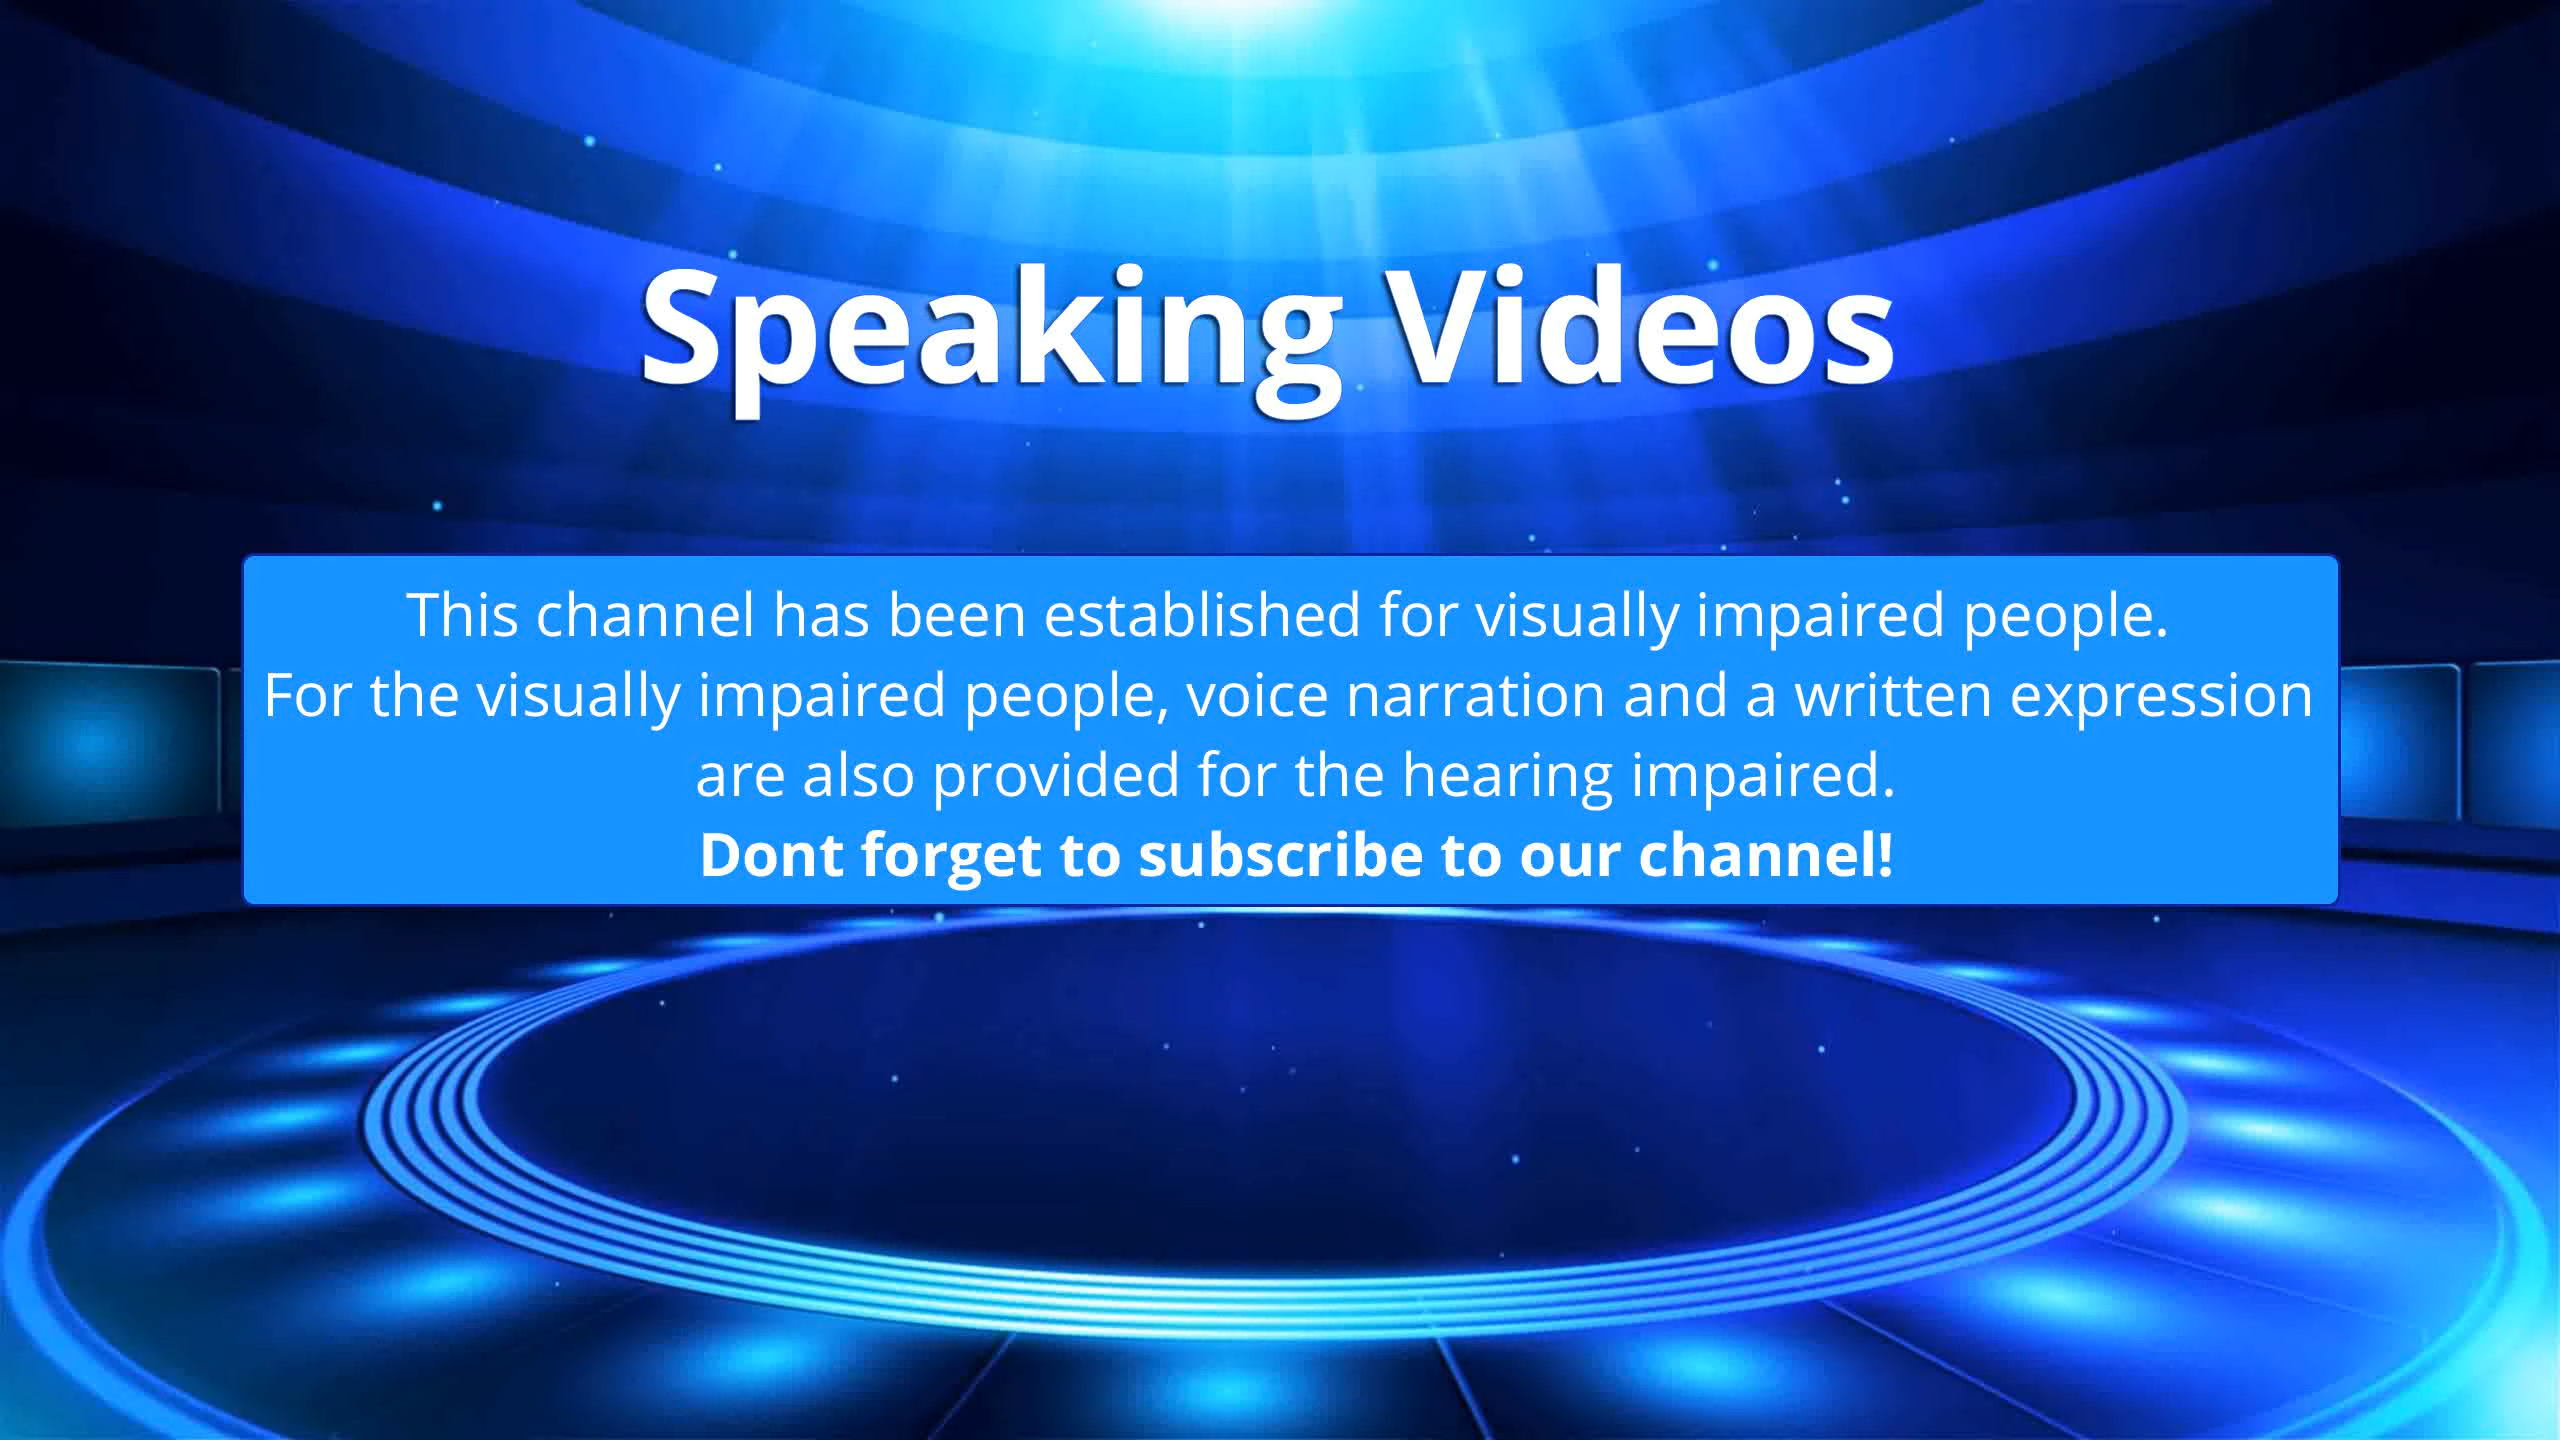 Speaking Videos
This channel has been established for visually impaired people.
For the visually impaired people, voice narration and a written expression
are also provided for the hearing impaired.
Dont forget to subscribe to our channel!